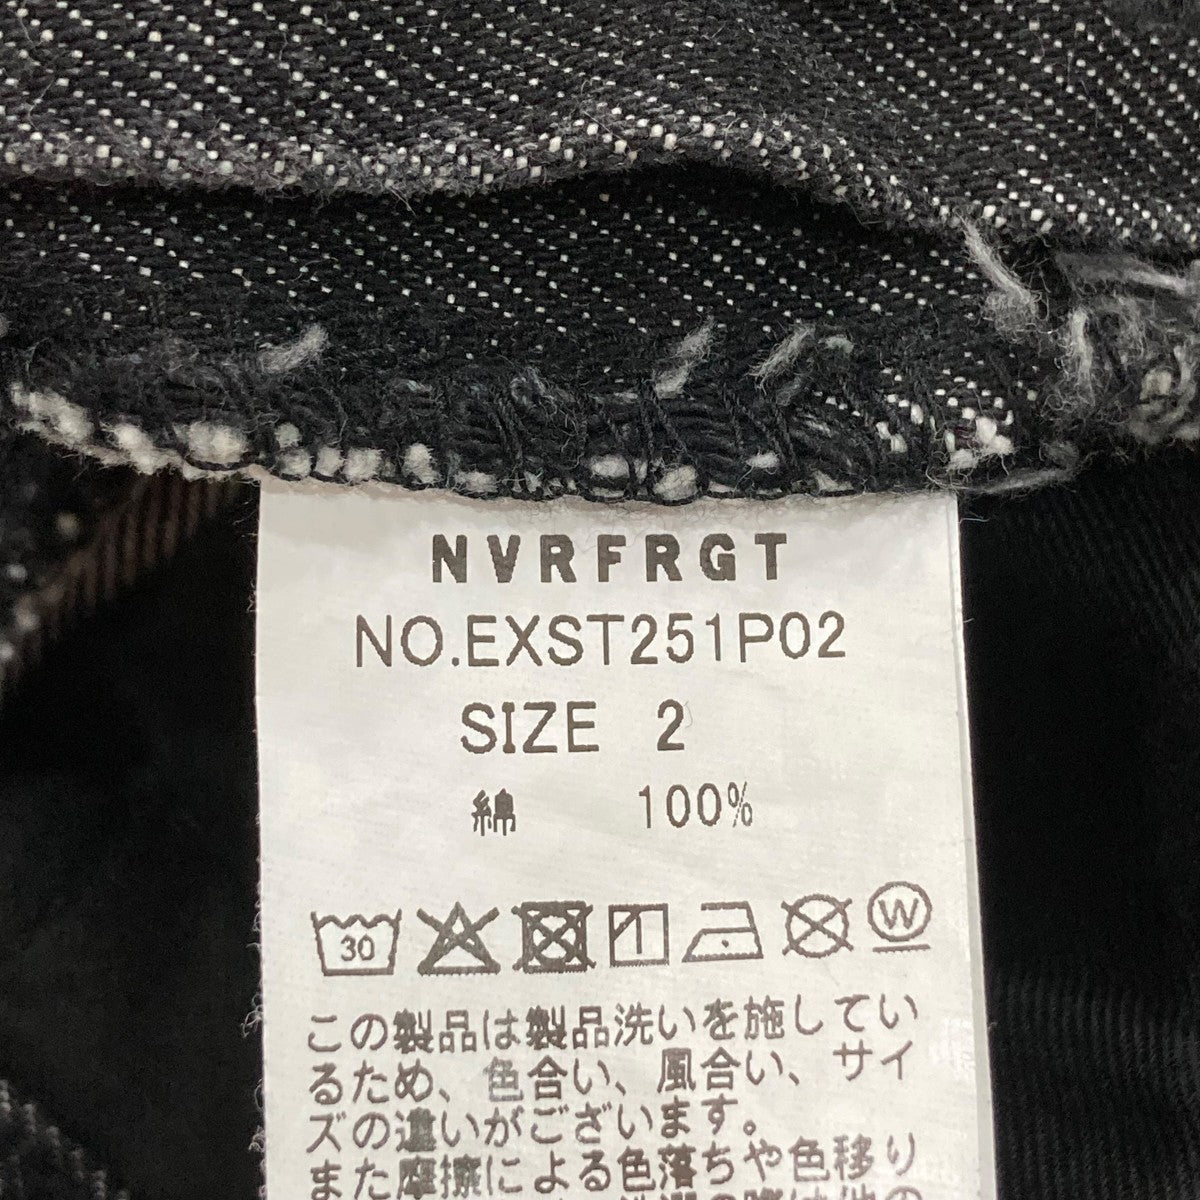 NVRFRGT
NO.EXST251P02
SIZE 2
綿 100%
30 W
この製品は製品洗いを施してい
るため、色合い、風合い、サイ
ズの違いがございます。
また摩擦による色落ちや色移り